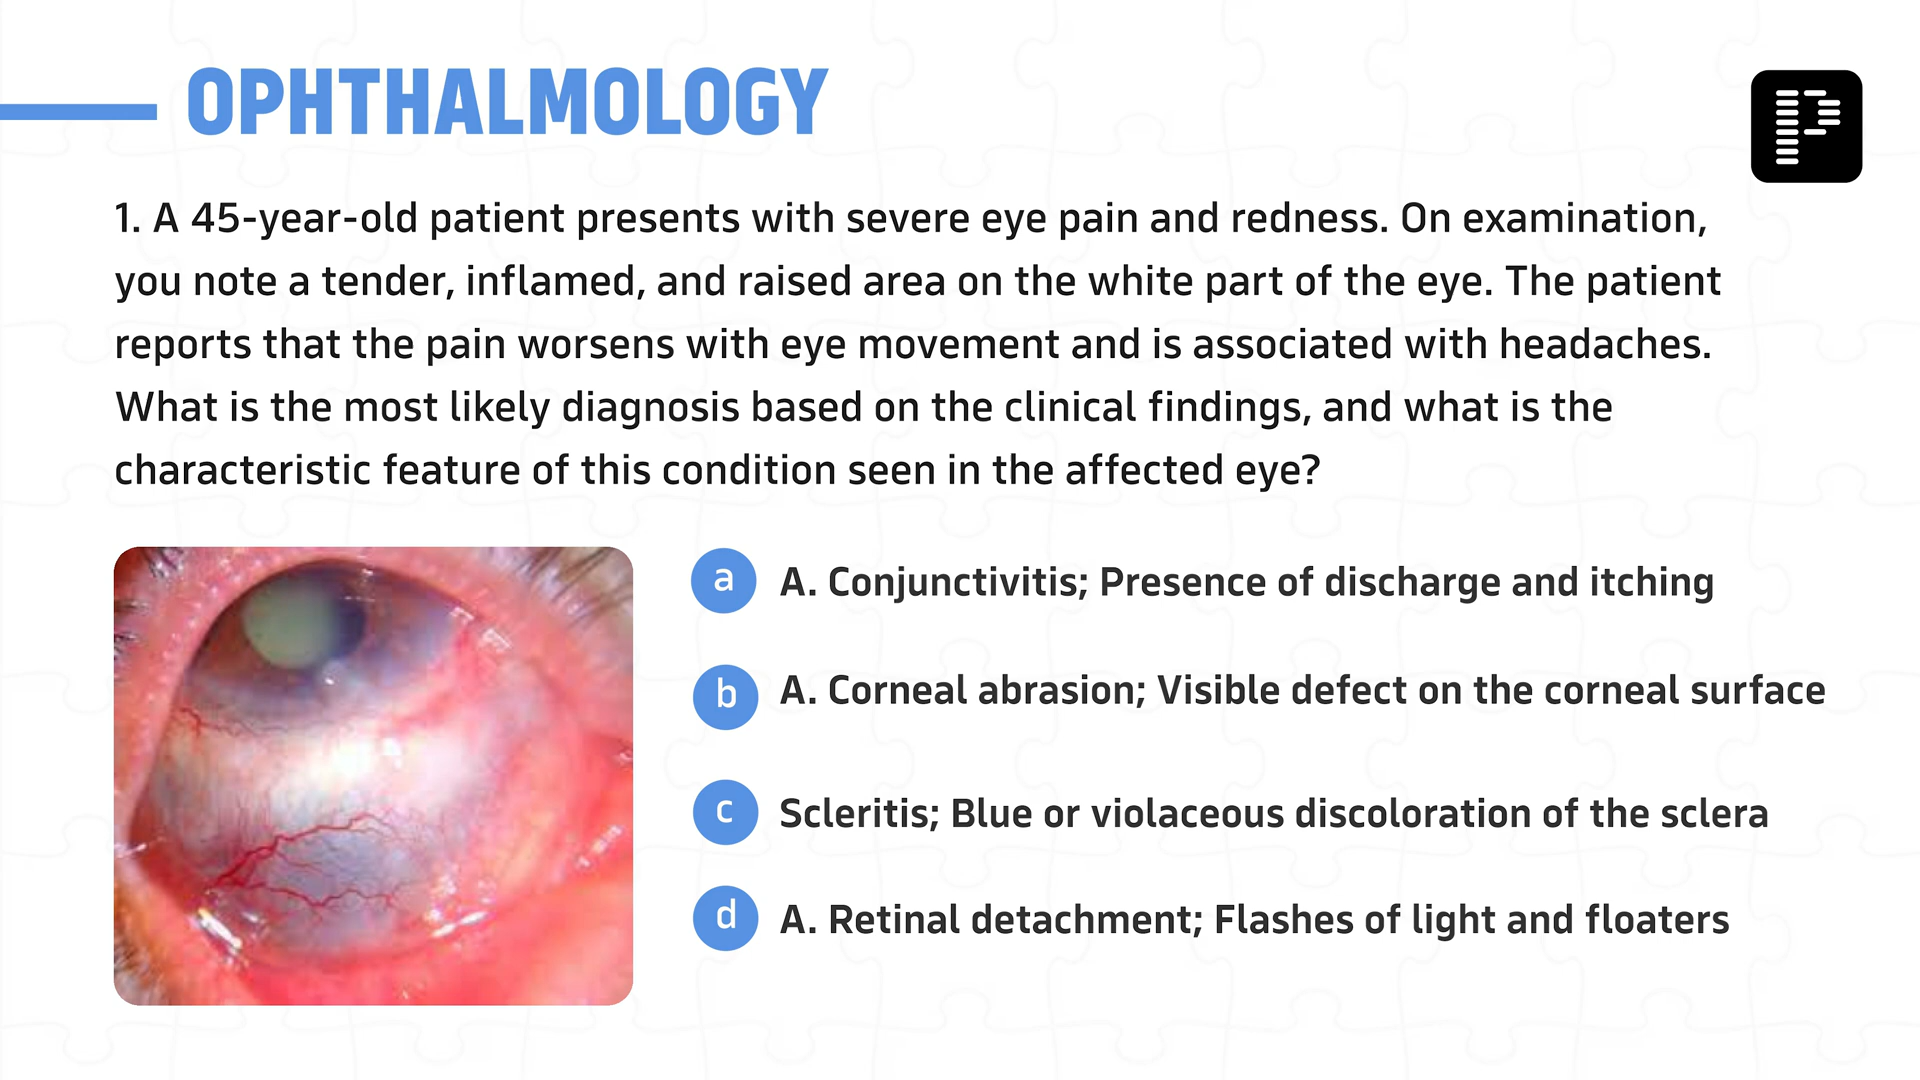 OPHTHALMOLOGY
1. A 45-year-old patient presents with severe eye pain and redness. On examination,
you note a tender, inflamed, and raised area on the white part of the eye. The patient
reports that the pain worsens with eye movement and is associated with headaches.
What is the most likely diagnosis based on the clinical findings, and what is the
characteristic feature of this condition seen in the affected eye?
a A. Conjunctivitis; Presence of discharge and itching
b A. Corneal abrasion; Visible defect on the corneal surface
c Scleritis; Blue or violaceous discoloration of the sclera
d A. Retinal detachment; Flashes of light and floaters